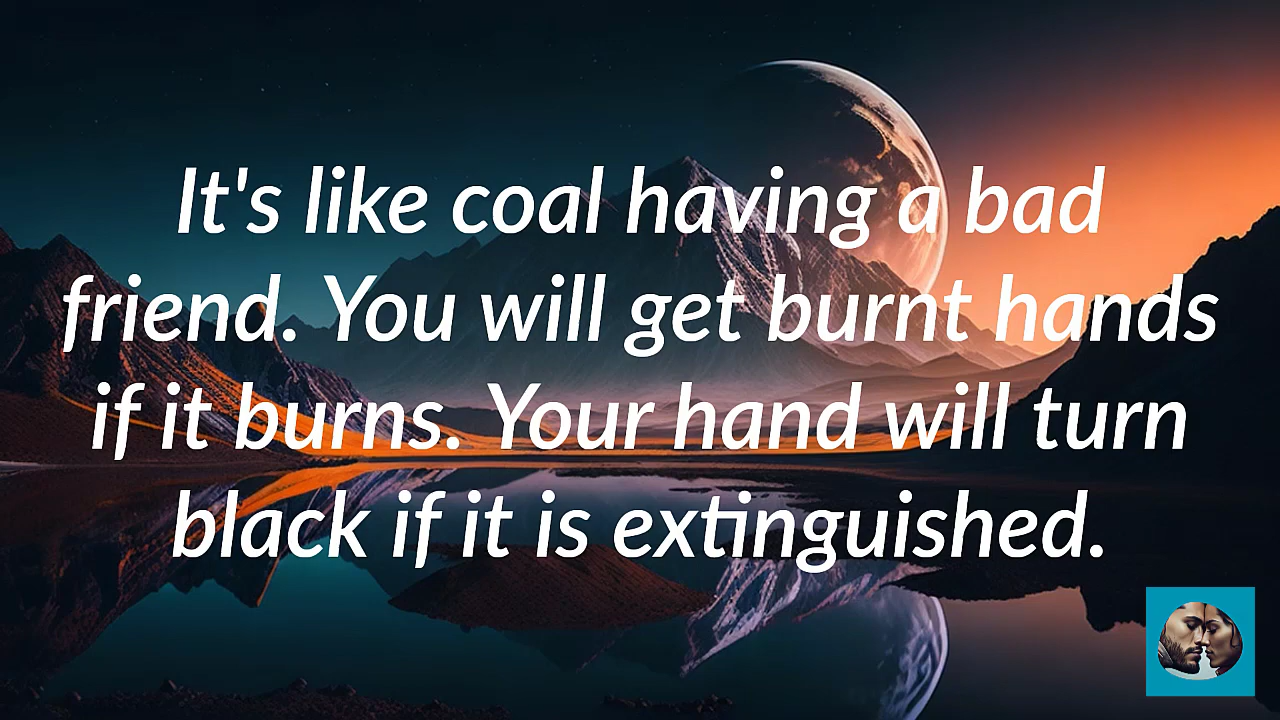 It's like coal having a bad
friend. You will get burnt hands
if it burns. Your hand will turn
black if it is extinguished.